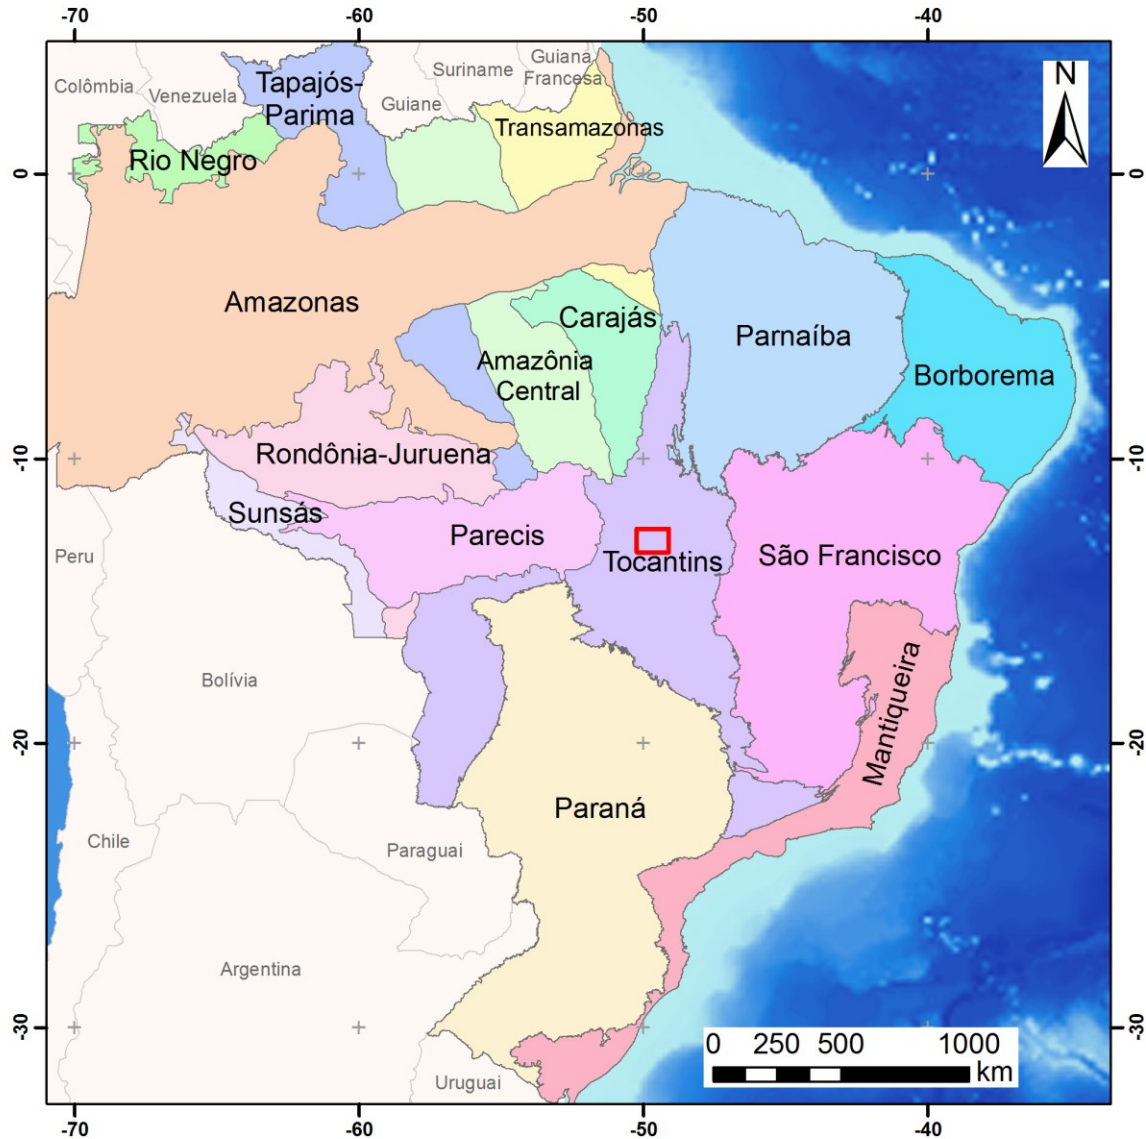 -70 -60 -50 -40
N
Colômbia
Venezuela
Tapajós-
Parima
Guiane
Suriname
Guiana
Francesa
Transamazonas
Rio Negro
0 0
Amazonas
Carajás
Amazônia
Central
Parnaíba
Borborema
-10 -10
Rondônia-Juruena
Sunsás
Parecis
Tocantins
São Francisco
Peru
Bolívia
Mantiqueira
-20 -20
Paraná
Chile
Paraguai
Argentina
-30 -30
Uruguai
0 250 500 1000
km
-70 -60 -50 -40